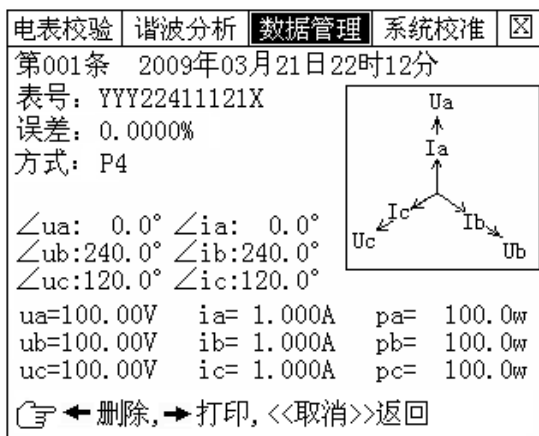 电表校验 谐波分析 数据管理 系统校准 X
第001条 2009年03月21日22时12分
表号: YYY22411121X
误差: 0.0000%
方式: P4
Ua
Ia
Ic Ib
Uc Ub
∠ua: 0.0° ∠ia: 0.0°
∠ub:240.0° ∠ib:240.0°
∠uc:120.0° ∠ic:120.0°
ua=100.00V ia= 1.000A pa= 100.0w
ub=100.00V ib= 1.000A pb= 100.0w
uc=100.00V ic= 1.000A pc= 100.0w
☞←删除,→打印,<<取消>>返回